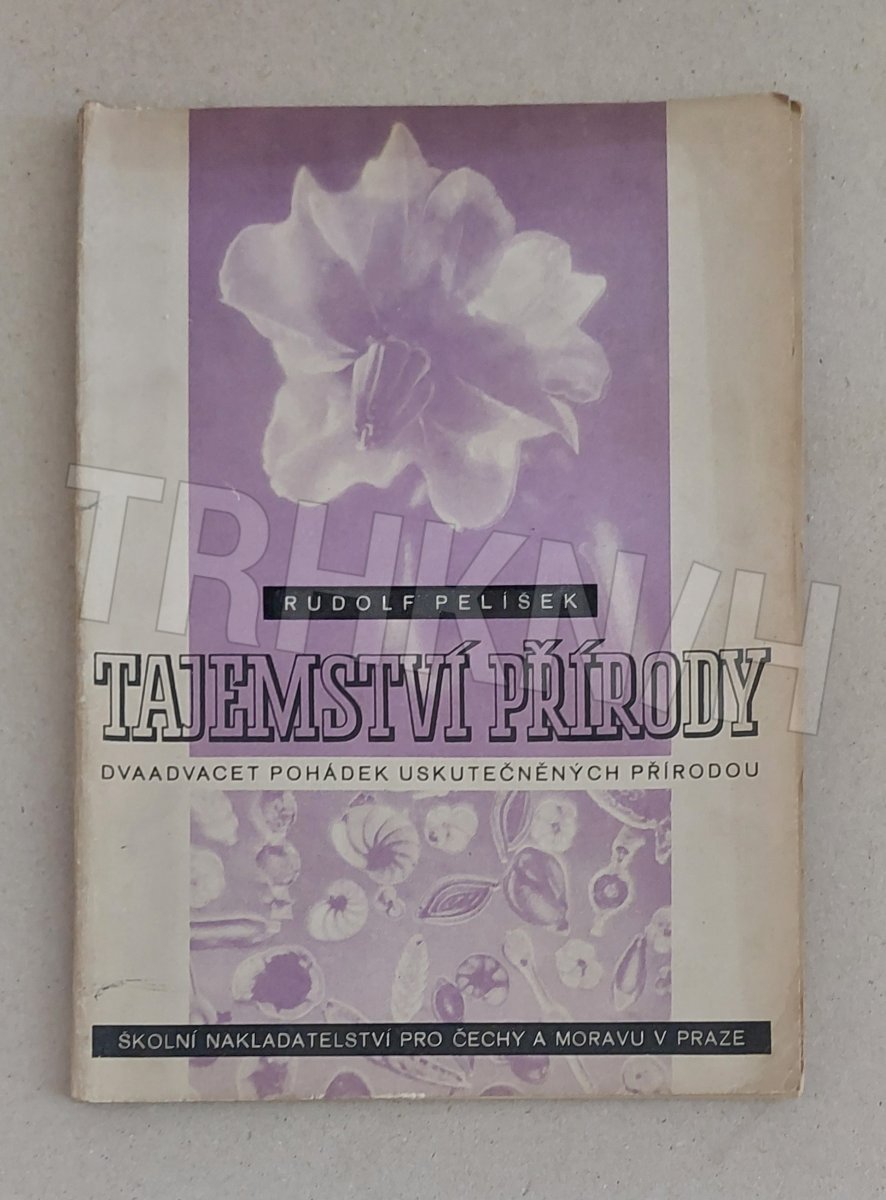 RUDOLF PELÍŠEK
TAJEMSTVÍ PŘÍRODY
DVAADVACET POHÁDEK USKUTEČNĚNÝCH PŘÍRODOU
ŠKOLNÍ NAKLADATELSTVÍ PRO ČECHY A MORAVU V PRAZE
TRHKNIH